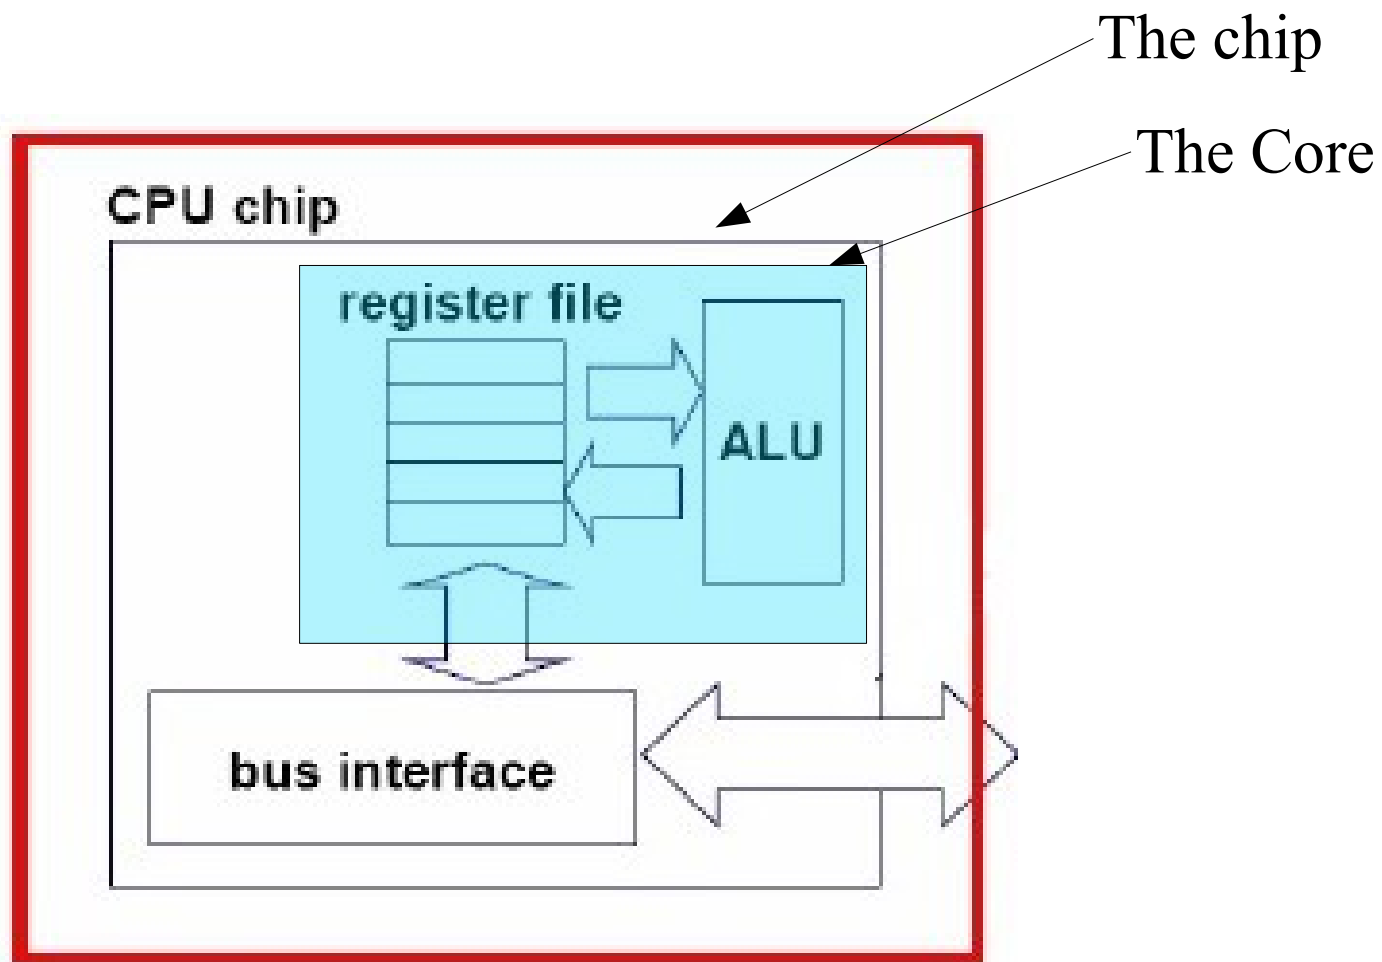 The chip
The Core
CPU chip
register file
ALU
bus interface